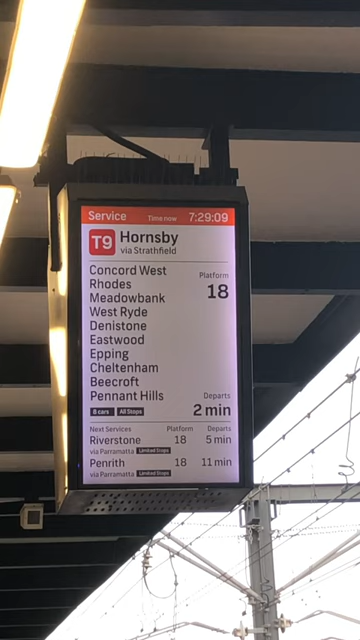 Service Time now 7:29:09
T9 Hornsby
via Strathfield
Concord West
Rhodes
Meadowbank
West Ryde
Denistone
Eastwood
Epping
Cheltenham
Beecroft
Pennant Hills
Platform
18
8 cars All Stops
Departs
2 min
Next Services Platform Departs
Riverstone 18 5 min
via Parramatta Limited Stops
Penrith 18 11 min
via Parramatta Limited Stops